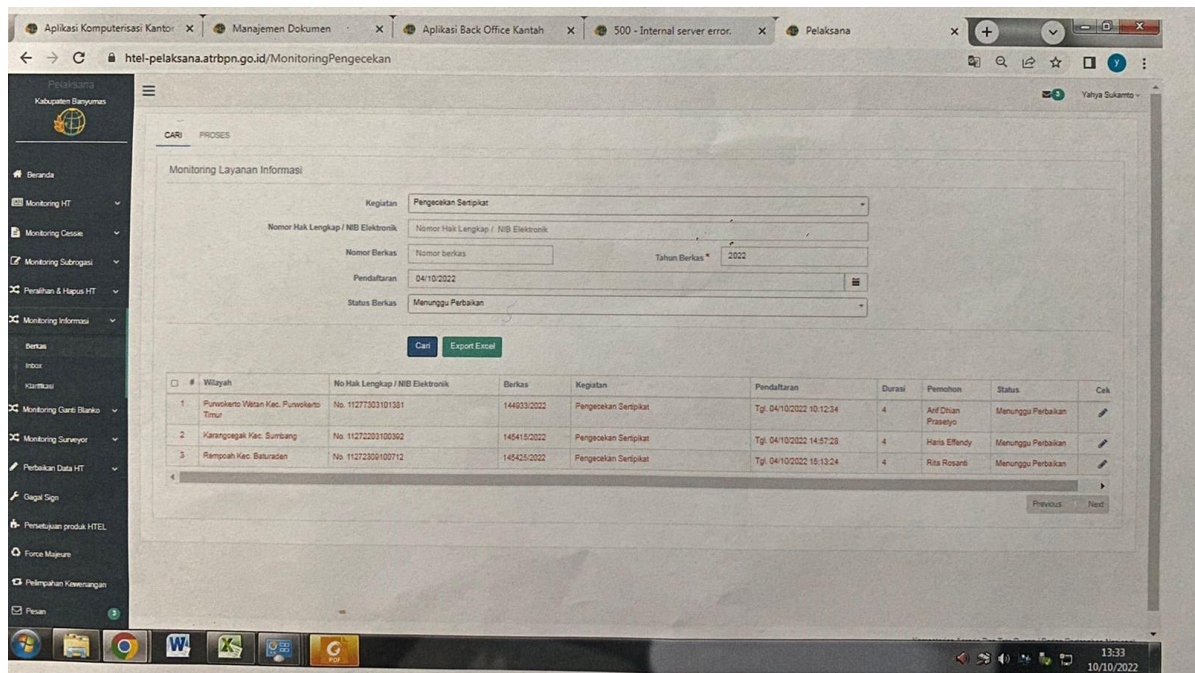 Aplikasi Komputerisasi Kantor
Manajemen Dokumen
Aplikasi Back Office Kantah
500 - Internal server error.
Pelaksana
htel-pelaksana.atrbpn.go.id/MonitoringPengecekan
Pelaksana
Kabupaten Banyumas
3
Yahya Sukamto
Beranda
Monitoring HT
Monitoring Cessie
Monitoring Subrogasi
Peralihan & Hapus HT
Monitoring Informasi
Berkas
Inbox
Klarifikasi
Monitoring Ganti Blanko
Monitoring Surveyor
Perbaikan Data HT
Gagal Sign
Persetujuan produk HTEL
Force Majeure
Pelimpahan Kewenangan
Pesan 3
CARI PROSES
Monitoring Layanan Informasi
Kegiatan Pengecekan Sertipikat
Nomor Hak Lengkap / NIB Elektronik Nomor Hak Lengkap / NIB Elektronik
Nomor Berkas Nomor berkas Tahun Berkas * 2022
Pendaftaran 04/10/2022
Status Berkas Menunggu Perbaikan
Cari Export Excel
# Wilayah No Hak Lengkap / NIB Elektronik Berkas Kegiatan Pendaftaran Durasi Pemohon Status Cek
1 Purwokerto Wetan Kec. Purwokerto Timur No. 11277303101381 144933/2022 Pengecekan Sertipikat Tgl. 04/10/2022 10:12:34 4 Arif Dhian Prasetyo Menunggu Perbaikan
2 Karangcegak Kec. Sumbang No. 11272203100392 145415/2022 Pengecekan Sertipikat Tgl. 04/10/2022 14:57:28 4 Haris Effendy Menunggu Perbaikan
3 Rempoah Kec. Baturaden No. 11272309100712 145425/2022 Pengecekan Sertipikat Tgl. 04/10/2022 15:13:24 4 Rita Rosanti Menunggu Perbaikan
Previous 1 Next
PDF
13:33
10/10/2022